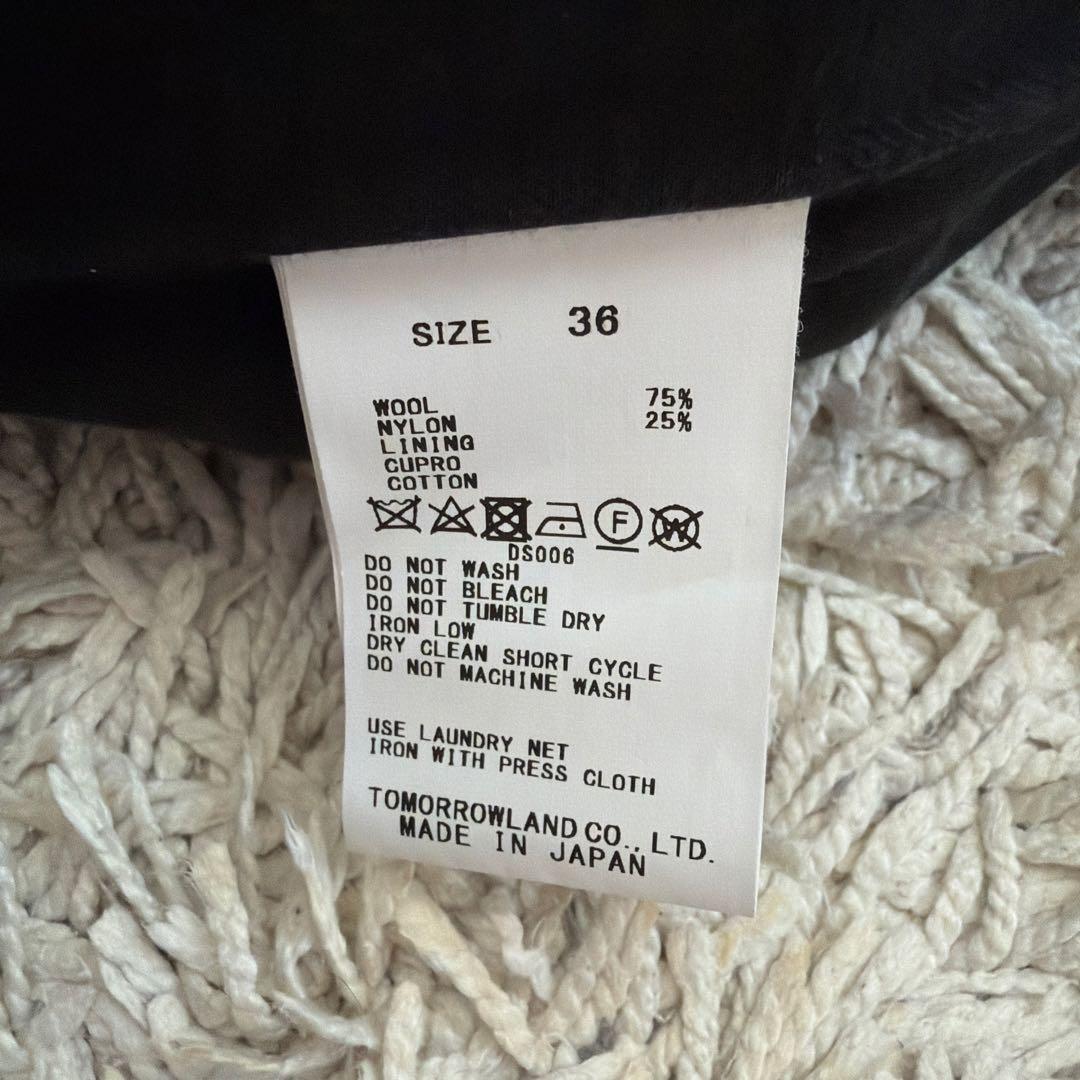 SIZE 36
WOOL 75%
NYLON 25%
LINING
CUPRO
COTTON
F W
DS006
DO NOT WASH
DO NOT BLEACH
DO NOT TUMBLE DRY
IRON LOW
DRY CLEAN SHORT CYCLE
DO NOT MACHINE WASH
USE LAUNDRY NET
IRON WITH PRESS CLOTH
TOMORROWLAND CO., LTD.
MADE IN JAPAN